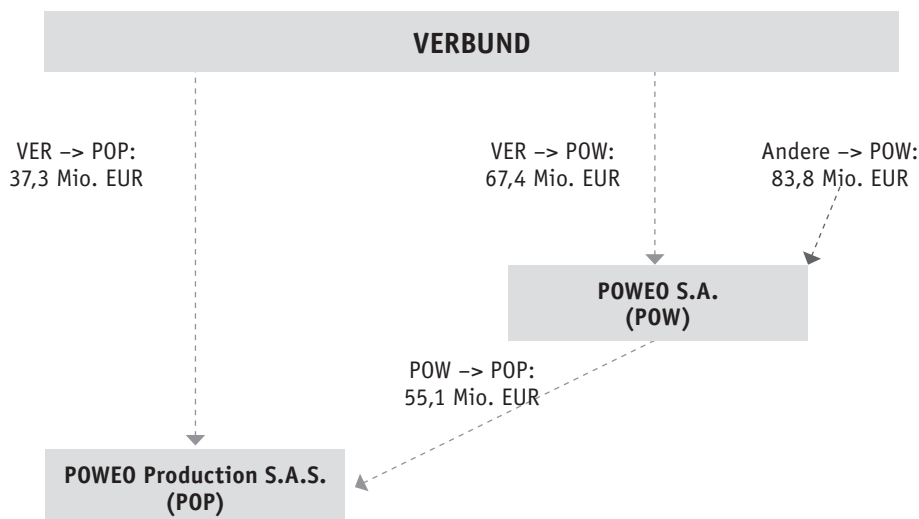 VERBUND
VER –> POP:
37,3 Mio. EUR
VER –> POW:
67,4 Mio. EUR
Andere –> POW:
83,8 Mio. EUR
POWEO S.A.
(POW)
POW –> POP:
55,1 Mio. EUR
POWEO Production S.A.S.
(POP)